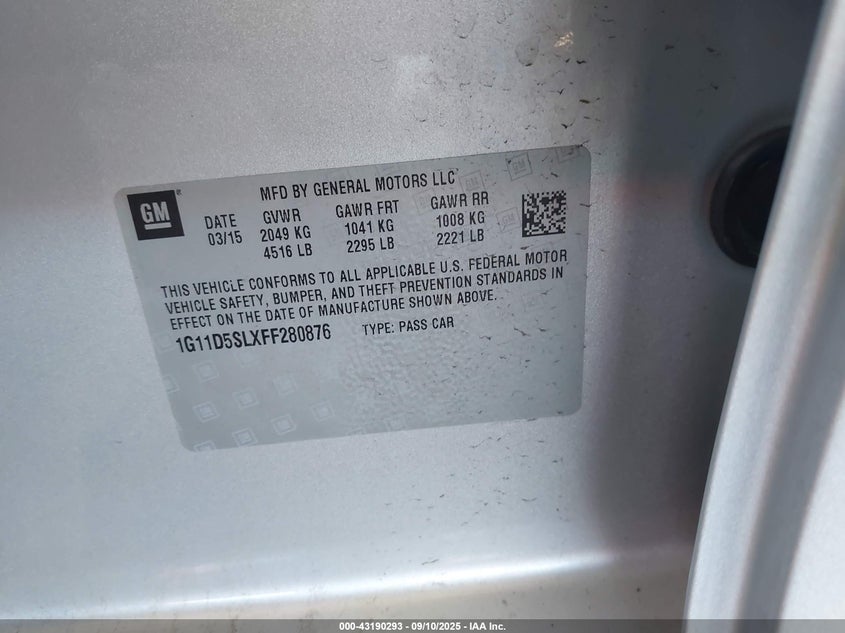 GM
MFD BY GENERAL MOTORS LLC
DATE GVWR GAWR FRT GAWR RR
03/15 2049 KG 1041 KG 1008 KG
4516 LB 2295 LB 2221 LB
THIS VEHICLE CONFORMS TO ALL APPLICABLE U.S. FEDERAL MOTOR
VEHICLE SAFETY, BUMPER, AND THEFT PREVENTION STANDARDS IN
EFFECT ON THE DATE OF MANUFACTURE SHOWN ABOVE.
1G11D5SLXFF280876 TYPE: PASS CAR
000-43190293 - 09/10/2025 - IAA Inc.